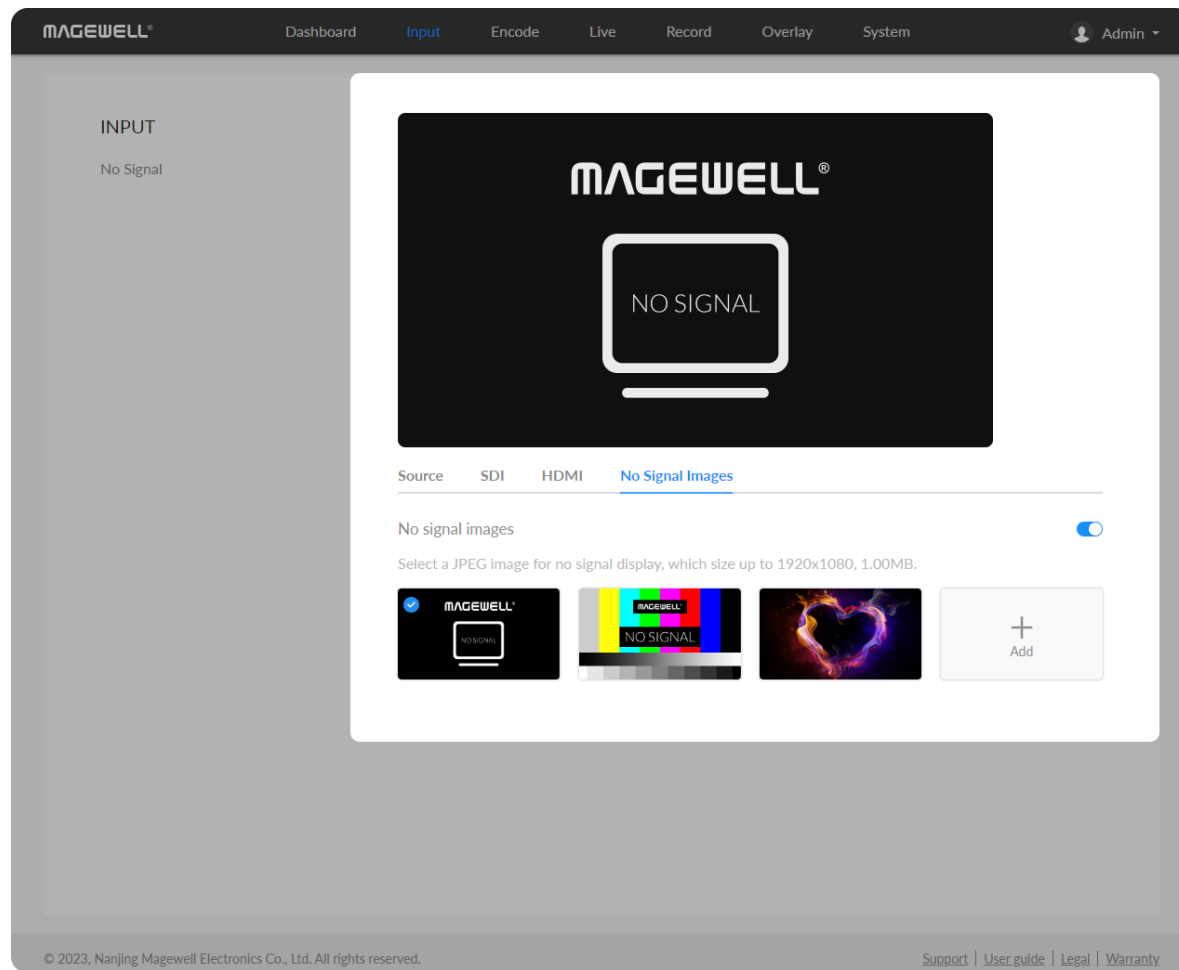 MAGEWELL® Dashboard Input Encode Live Record Overlay System Admin
INPUT
No Signal
MAGEWELL®
NO SIGNAL
Source SDI HDMI No Signal Images
No signal images
Select a JPEG image for no signal display, which size up to 1920x1080, 1.00MB.
MAGEWELL®
NO SIGNAL
MAGEWELL®
NO SIGNAL
Add
© 2023, Nanjing Magewell Electronics Co., Ltd. All rights reserved. Support | User guide | Legal | Warranty